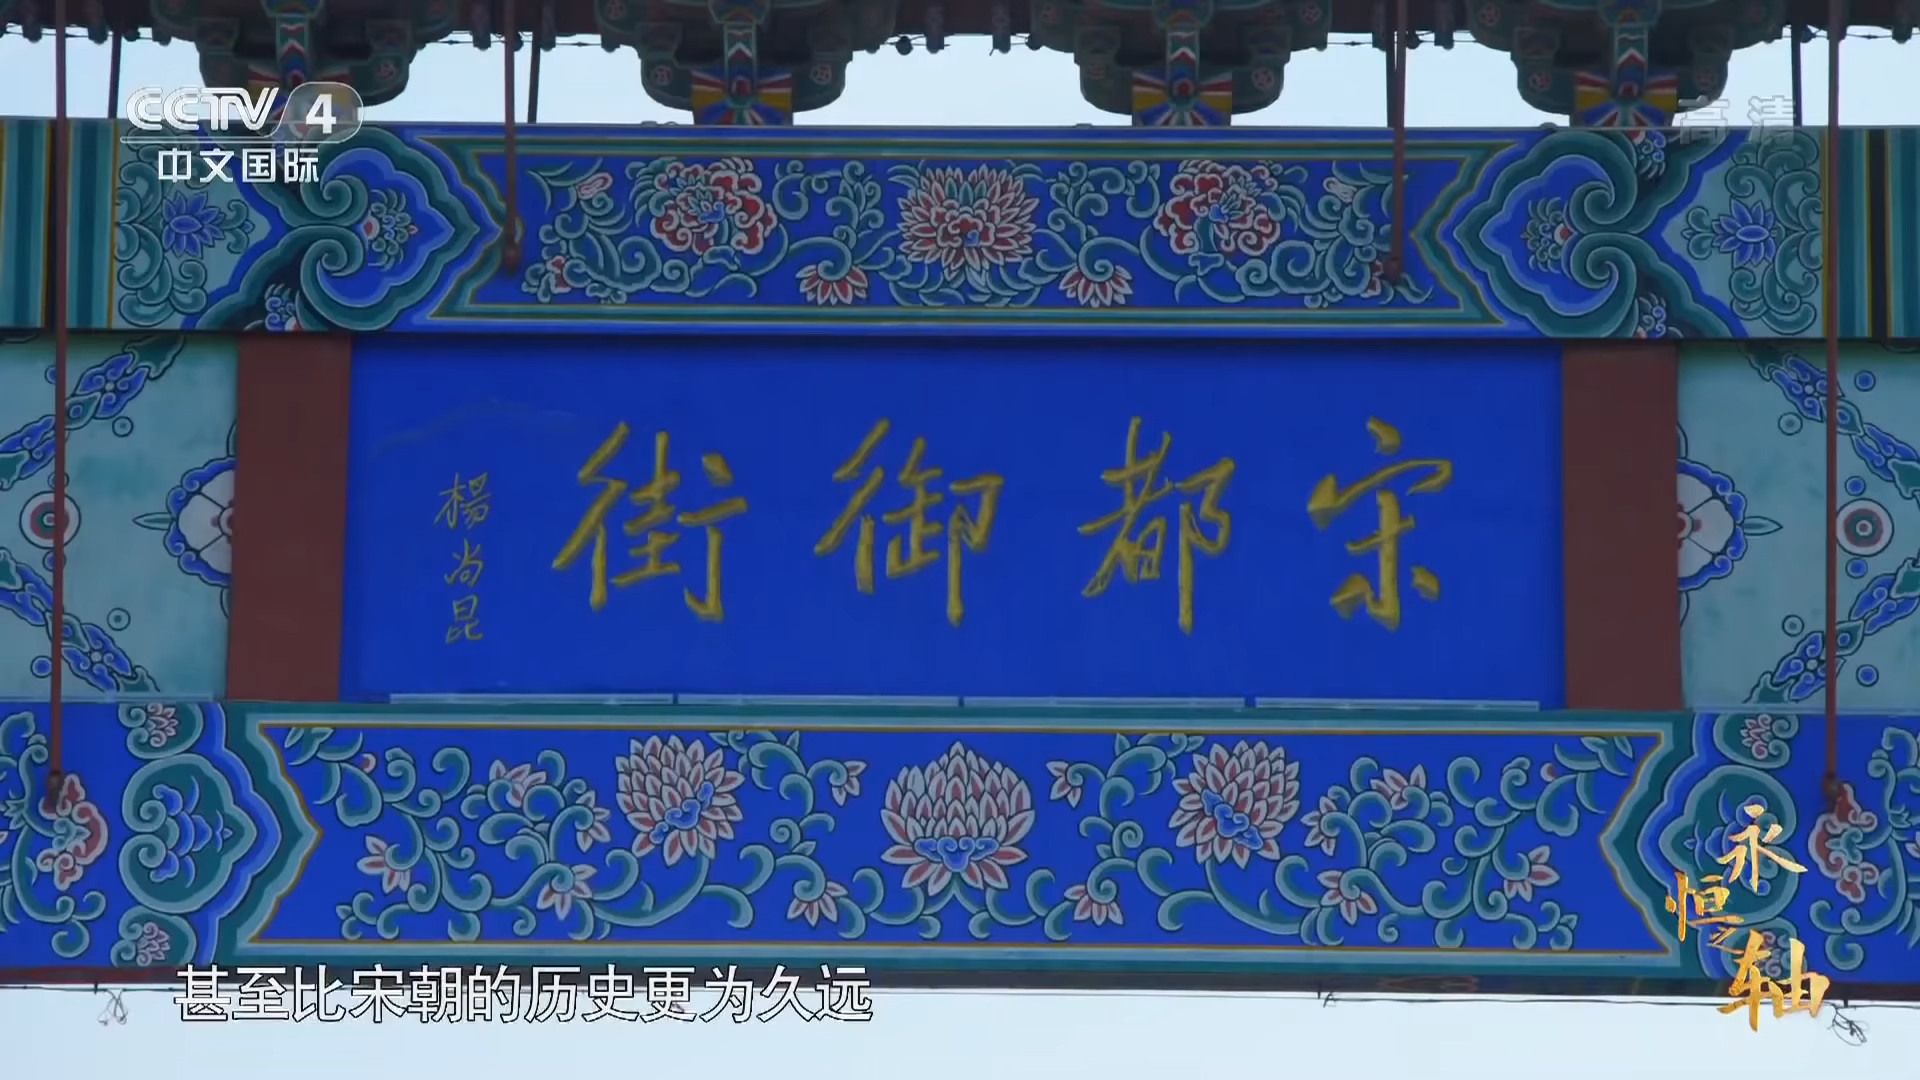 CCTV 4
中文国际
高清
宋都御街
楊尚昆
永恒之轴
甚至比宋朝的历史更为久远